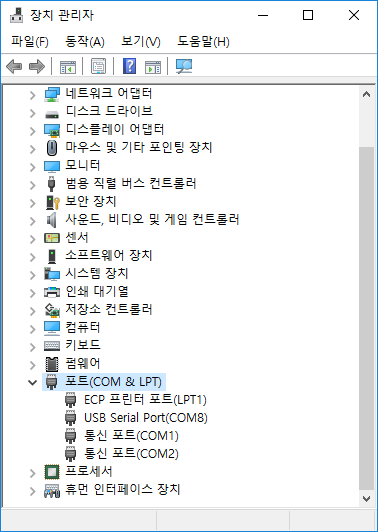 장치 관리자
파일(F) 동작(A) 보기(V) 도움말(H)
네트워크 어댑터
디스크 드라이브
디스플레이 어댑터
마우스 및 기타 포인팅 장치
모니터
범용 직렬 버스 컨트롤러
보안 장치
사운드, 비디오 및 게임 컨트롤러
센서
소프트웨어 장치
시스템 장치
인쇄 대기열
저장소 컨트롤러
컴퓨터
키보드
펌웨어
포트(COM & LPT)
ECP 프린터 포트(LPT1)
USB Serial Port(COM8)
통신 포트(COM1)
통신 포트(COM2)
프로세서
휴먼 인터페이스 장치